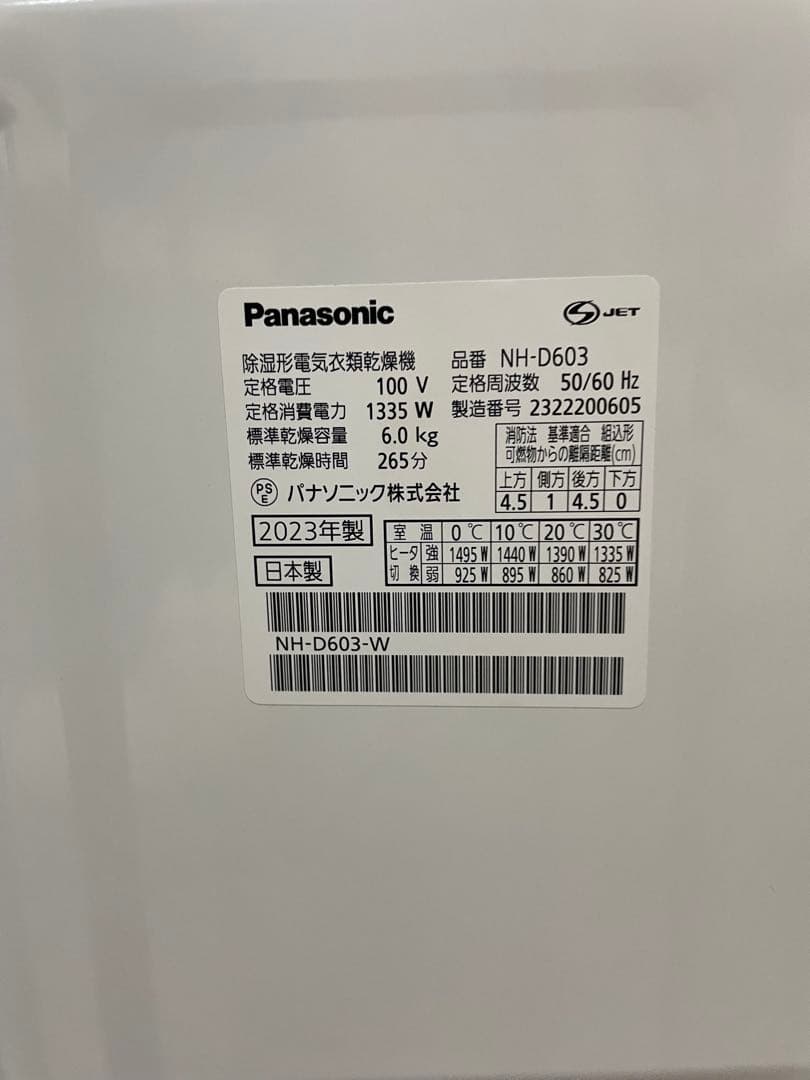 Panasonic
S JET
除湿形電気衣類乾燥機 品番 NH-D603
定格電圧 100 V 定格周波数 50/60 Hz
定格消費電力 1335 W 製造番号 2322200605
標準乾燥容量 6.0 kg
標準乾燥時間 265分
消防法 基準適合 組込形
可燃物からの離隔距離(cm)
上方 側方 後方 下方
4.5 1 4.5 0
PSE パナソニック株式会社
2023年製
日本製
室温 0℃ 10℃ 20℃ 30℃
ヒータ 強 1495 W 1440 W 1390 W 1335 W
切換 弱 925 W 895 W 860 W 825 W
NH-D603-W